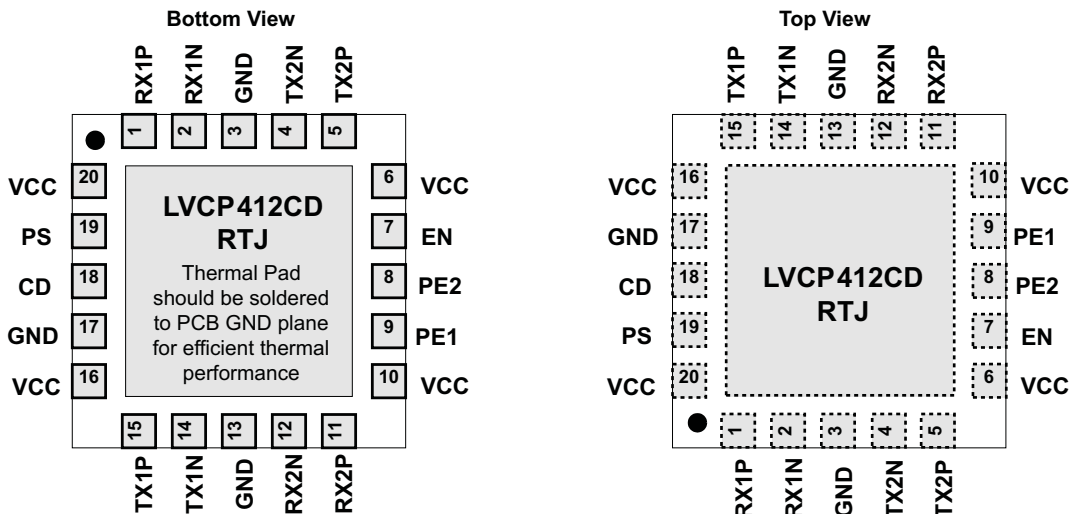 Bottom View
RX1P
RX1N
GND
TX2N
TX2P
1
2
3
4
5
VCC
20
6
VCC
PS
19
7
EN
CD
18
8
PE2
GND
17
9
PE1
VCC
16
10
VCC
LVCP412CD
RTJ
Thermal Pad
should be soldered
to PCB GND plane
for efficient thermal
performance
15
14
13
12
11
TX1P
TX1N
GND
RX2N
RX2P
Top View
TX1P
TX1N
GND
RX2N
RX2P
15
14
13
12
11
VCC
16
10
VCC
GND
17
9
PE1
CD
18
8
PE2
PS
19
7
EN
VCC
20
6
VCC
LVCP412CD
RTJ
1
2
3
4
5
RX1P
RX1N
GND
TX2N
TX2P